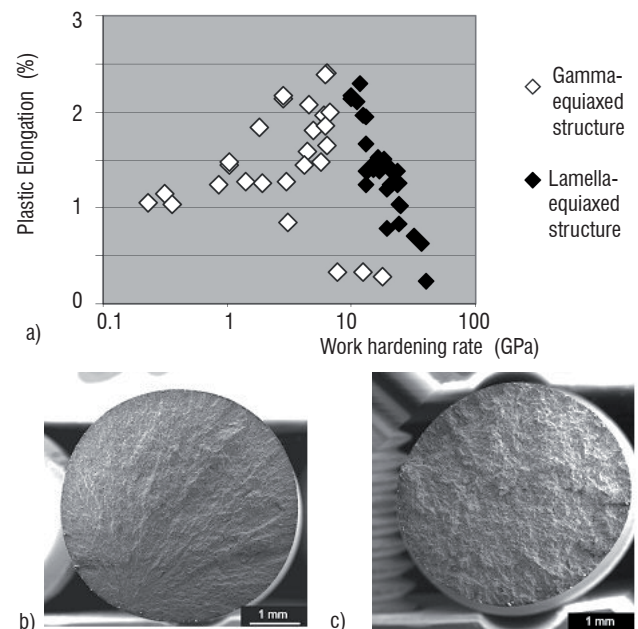 3
2
1
0
Plastic Elongation (%)
0.1 1 10 100
Work hardening rate (GPa)
Gamma-
equiaxed
structure
Lamella-
equiaxed
structure
a)
b)
1 mm
c)
1 mm